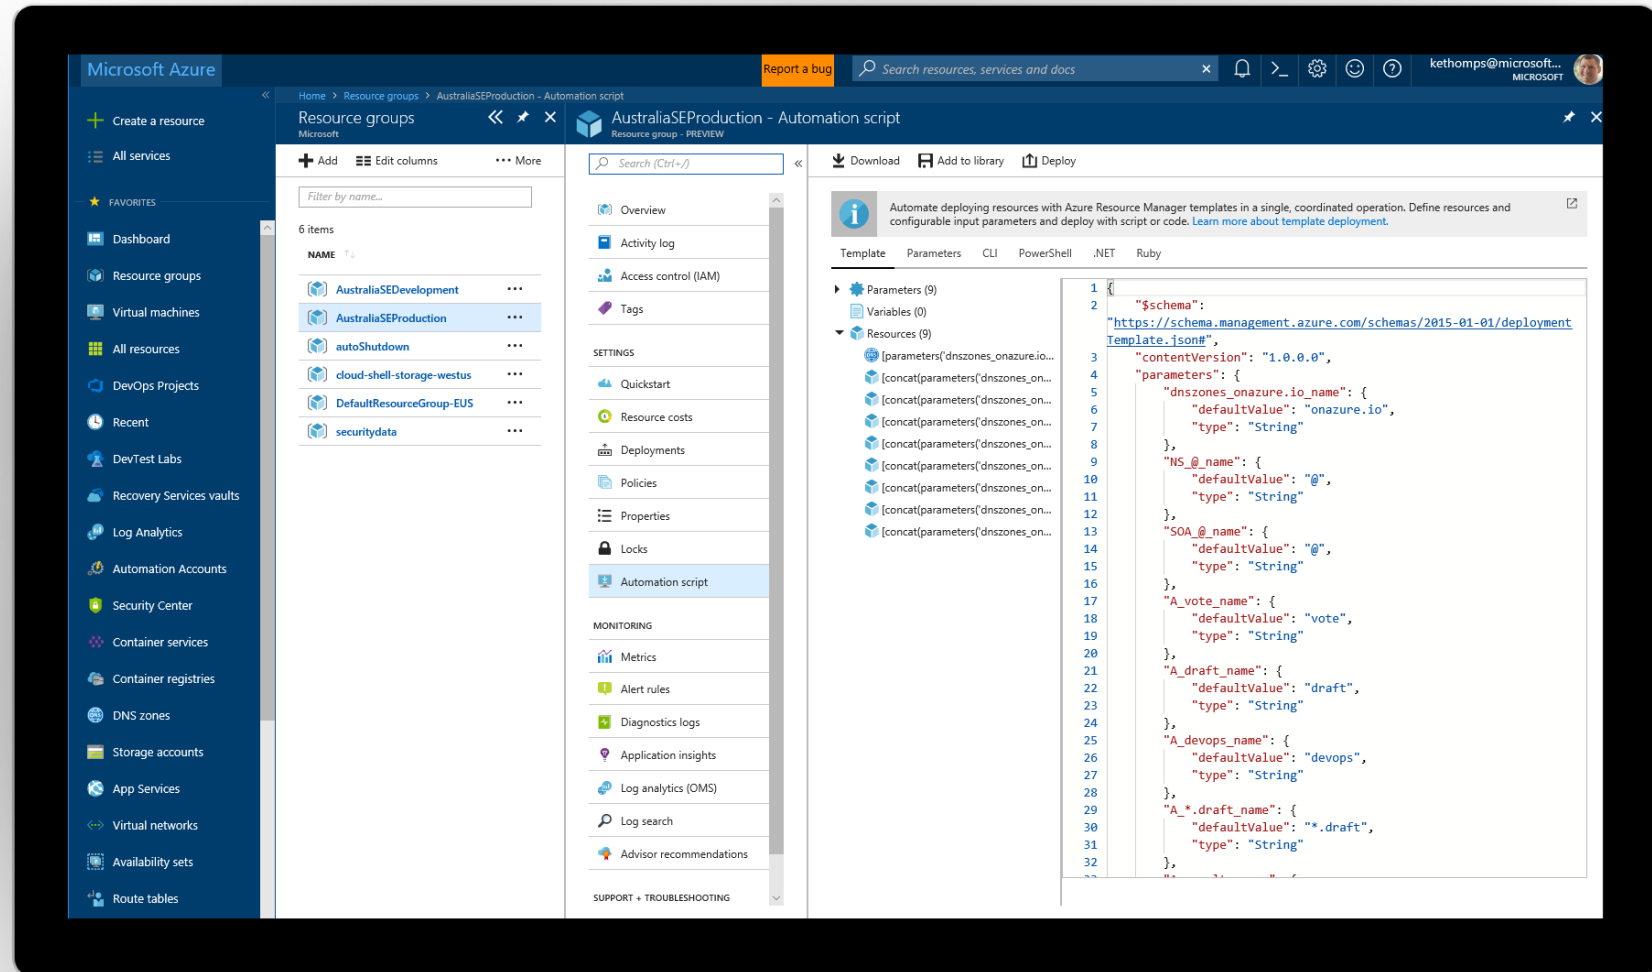 Microsoft Azure
Report a bug
Search resources, services and docs
kethomps@microsoft...
MICROSOFT
Create a resource
All services
FAVORITES
Dashboard
Resource groups
Virtual machines
All resources
DevOps Projects
Recent
DevTest Labs
Recovery Services vaults
Log Analytics
Automation Accounts
Security Center
Container services
Container registries
DNS zones
Storage accounts
App Services
Virtual networks
Availability sets
Route tables
Home > Resource groups > AustraliaSEProduction - Automation script
Resource groups
Microsoft
Add Edit columns ... More
Filter by name...
6 items
NAME
AustraliaSEDevelopment ...
AustraliaSEProduction ...
autoShutdown ...
cloud-shell-storage-westus ...
DefaultResourceGroup-EUS ...
securitydata ...
AustraliaSEProduction - Automation script
Resource group - PREVIEW
Search (Ctrl+/)
Overview
Activity log
Access control (IAM)
Tags
SETTINGS
Quickstart
Resource costs
Deployments
Policies
Properties
Locks
Automation script
MONITORING
Metrics
Alert rules
Diagnostics logs
Application insights
Log analytics (OMS)
Log search
Advisor recommendations
SUPPORT + TROUBLESHOOTING
Download Add to library Deploy
Automate deploying resources with Azure Resource Manager templates in a single, coordinated operation. Define resources and
configurable input parameters and deploy with script or code. Learn more about template deployment.
Template Parameters CLI PowerShell .NET Ruby
Parameters (9)
Variables (0)
Resources (9)
[parameters('dnszones_onazure.io...
[concat(parameters('dnszones_on...
[concat(parameters('dnszones_on...
[concat(parameters('dnszones_on...
[concat(parameters('dnszones_on...
[concat(parameters('dnszones_on...
[concat(parameters('dnszones_on...
[concat(parameters('dnszones_on...
[concat(parameters('dnszones_on...
1 {
2 "$schema":
"https://schema.management.azure.com/schemas/2015-01-01/deployment
Template.json#",
3 "contentVersion": "1.0.0.0",
4 "parameters": {
5 "dnszones_onazure.io_name": {
6 "defaultValue": "onazure.io",
7 "type": "String"
8 },
9 "NS_@_name": {
10 "defaultValue": "@",
11 "type": "String"
12 },
13 "SOA_@_name": {
14 "defaultValue": "@",
15 "type": "String"
16 },
17 "A_vote_name": {
18 "defaultValue": "vote",
19 "type": "String"
20 },
21 "A_draft_name": {
22 "defaultValue": "draft",
23 "type": "String"
24 },
25 "A_devops_name": {
26 "defaultValue": "devops",
27 "type": "String"
28 },
29 "A_*.draft_name": {
30 "defaultValue": "*.draft",
31 "type": "String"
32 },